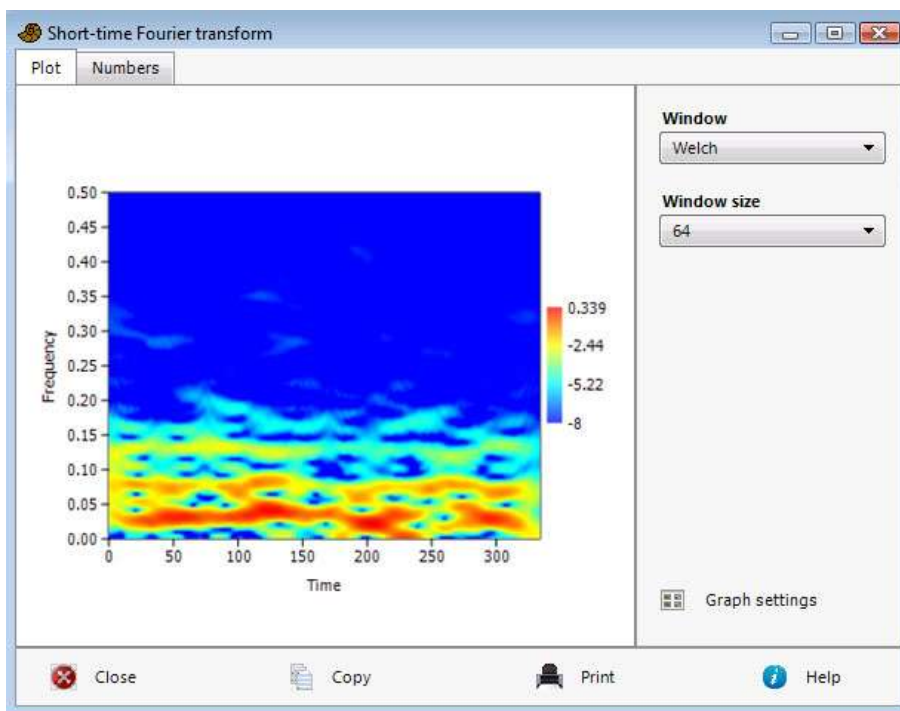 Short-time Fourier transform
Plot Numbers
Window
Welch
Window size
64
0.50
0.45
0.40
0.35
0.30
0.25
0.20
0.15
0.10
0.05
0.00
Frequency
0 50 100 150 200 250 300
Time
0.339
-2.44
-5.22
-8
Graph settings
Close Copy Print Help